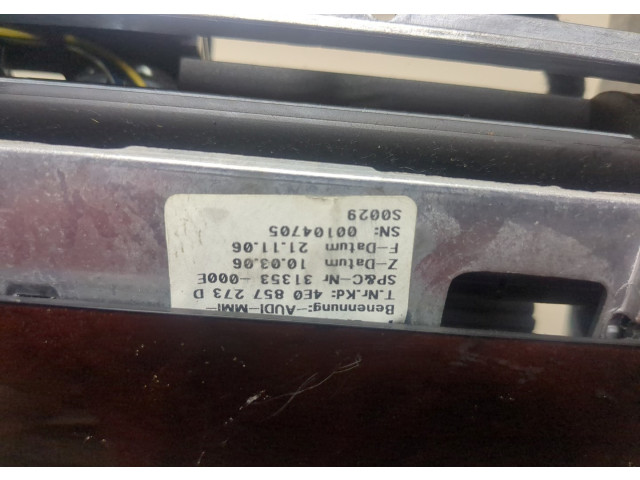 Benennung:-AUDI-MMI-
T.Nr.Kd: 4E0 857 273 D
SP&C-Nr 31353-000E
Z-Datum 10.03.06
F-Datum 21.11.06
SN: 00104705
S0029